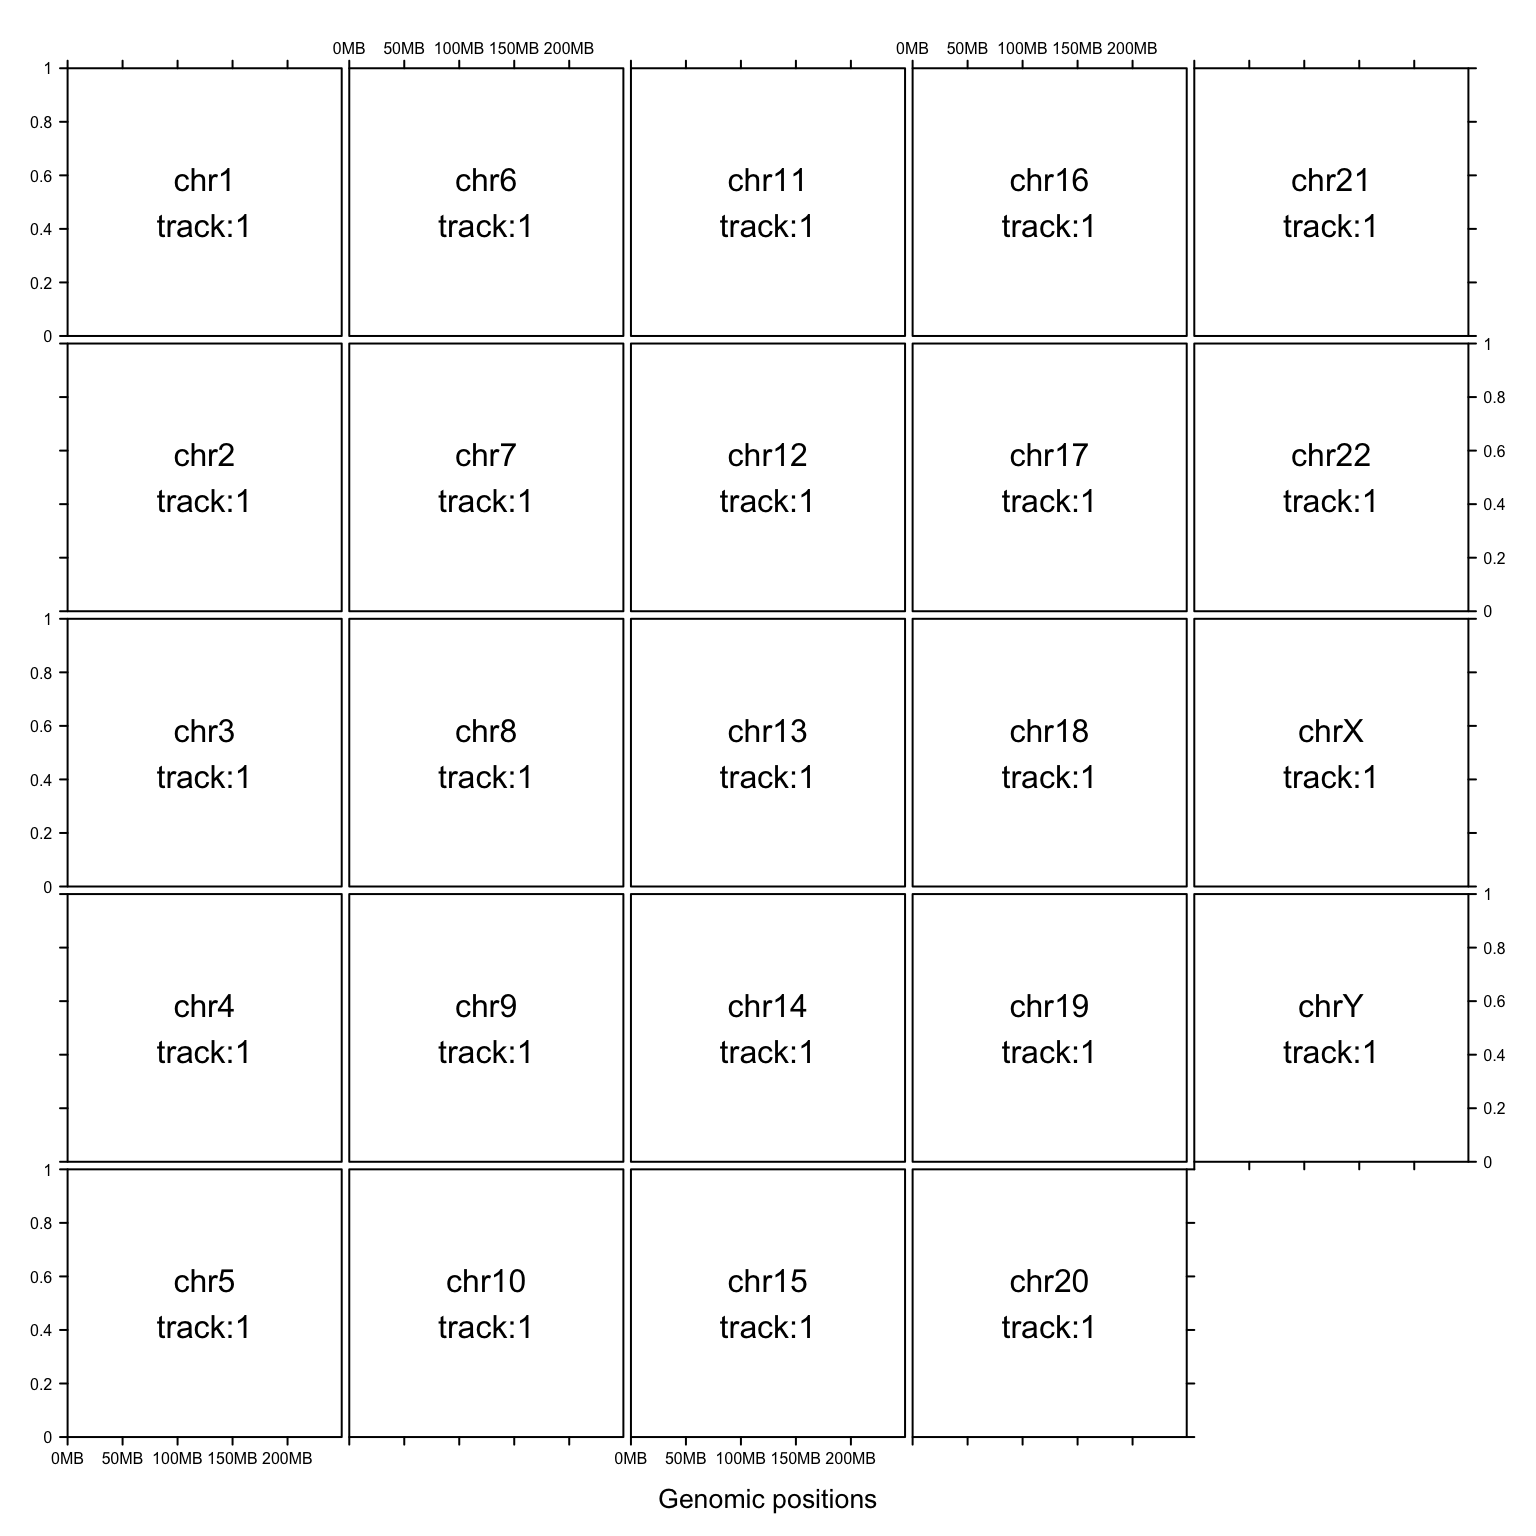 0MB 50MB 100MB 150MB 200MB 0MB 50MB 100MB 150MB 200MB
1
0.8
chr1 chr6 chr11 chr16 chr21
0.6
track:1 track:1 track:1 track:1 track:1
0.4
0.2
0
1
0.8
chr2 chr7 chr12 chr17 chr22
0.6
track:1 track:1 track:1 track:1 track:1
0.4
0.2
0
1
0.8
chr3 chr8 chr13 chr18 chrX
0.6
track:1 track:1 track:1 track:1 track:1
0.4
0.2
0
1
0.8
chr4 chr9 chr14 chr19 chrY
0.6
track:1 track:1 track:1 track:1 track:1
0.4
0.2
0
1
0.8
chr5 chr10 chr15 chr20
0.6
track:1 track:1 track:1 track:1
0.4
0.2
0
0MB 50MB 100MB 150MB 200MB 0MB 50MB 100MB 150MB 200MB
Genomic positions